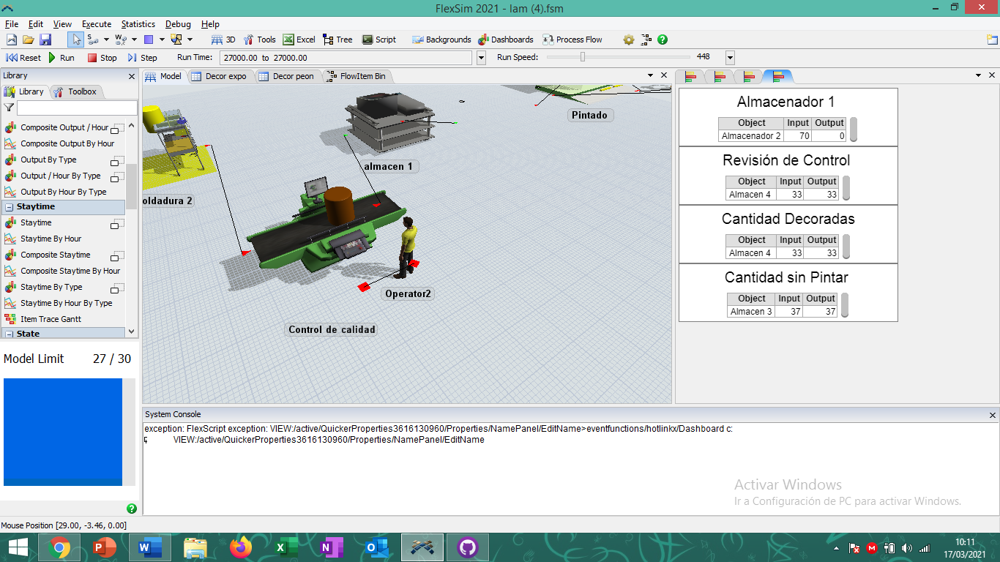 FlexSim 2021 - lam (4).fsm
File Edit View Execute Statistics Debug Help
3D Tools Excel Tree Script Backgrounds Dashboards Process Flow
Reset Run Stop Step Run Time: 27000.00 to 27000.00 Run Speed: 448
Library
Library Toolbox
Composite Output / Hour
Composite Output By Hour
Output By Type
Output / Hour By Type
Output By Hour By Type
Staytime
Staytime
Staytime By Hour
Composite Staytime
Composite Staytime By Hour
Staytime By Type
Staytime By Hour By Type
Item Trace Gantt
State
Model Limit 27 / 30
Mouse Position [29.00, -3.46, 0.00]
Model Decor expo Decor peon FlowItem Bin
Pintado
almacen 1
oldadura 2
Operator2
Control de calidad
Almacenador 1
Object Input Output
Almacenador 2 70 0
Revisión de Control
Object Input Output
Almacen 4 33 33
Cantidad Decoradas
Object Input Output
Almacen 4 33 33
Cantidad sin Pintar
Object Input Output
Almacen 3 37 37
System Console
exception: FlexScript exception: VIEW:/active/QuickerProperties3616130960/Properties/NamePanel/EditName>eventfunctions/hotlinkx/Dashboard c:
VIEW:/active/QuickerProperties3616130960/Properties/NamePanel/EditName
Activar Windows
Ir a Configuración de PC para activar Windows.
10:11
17/03/2021